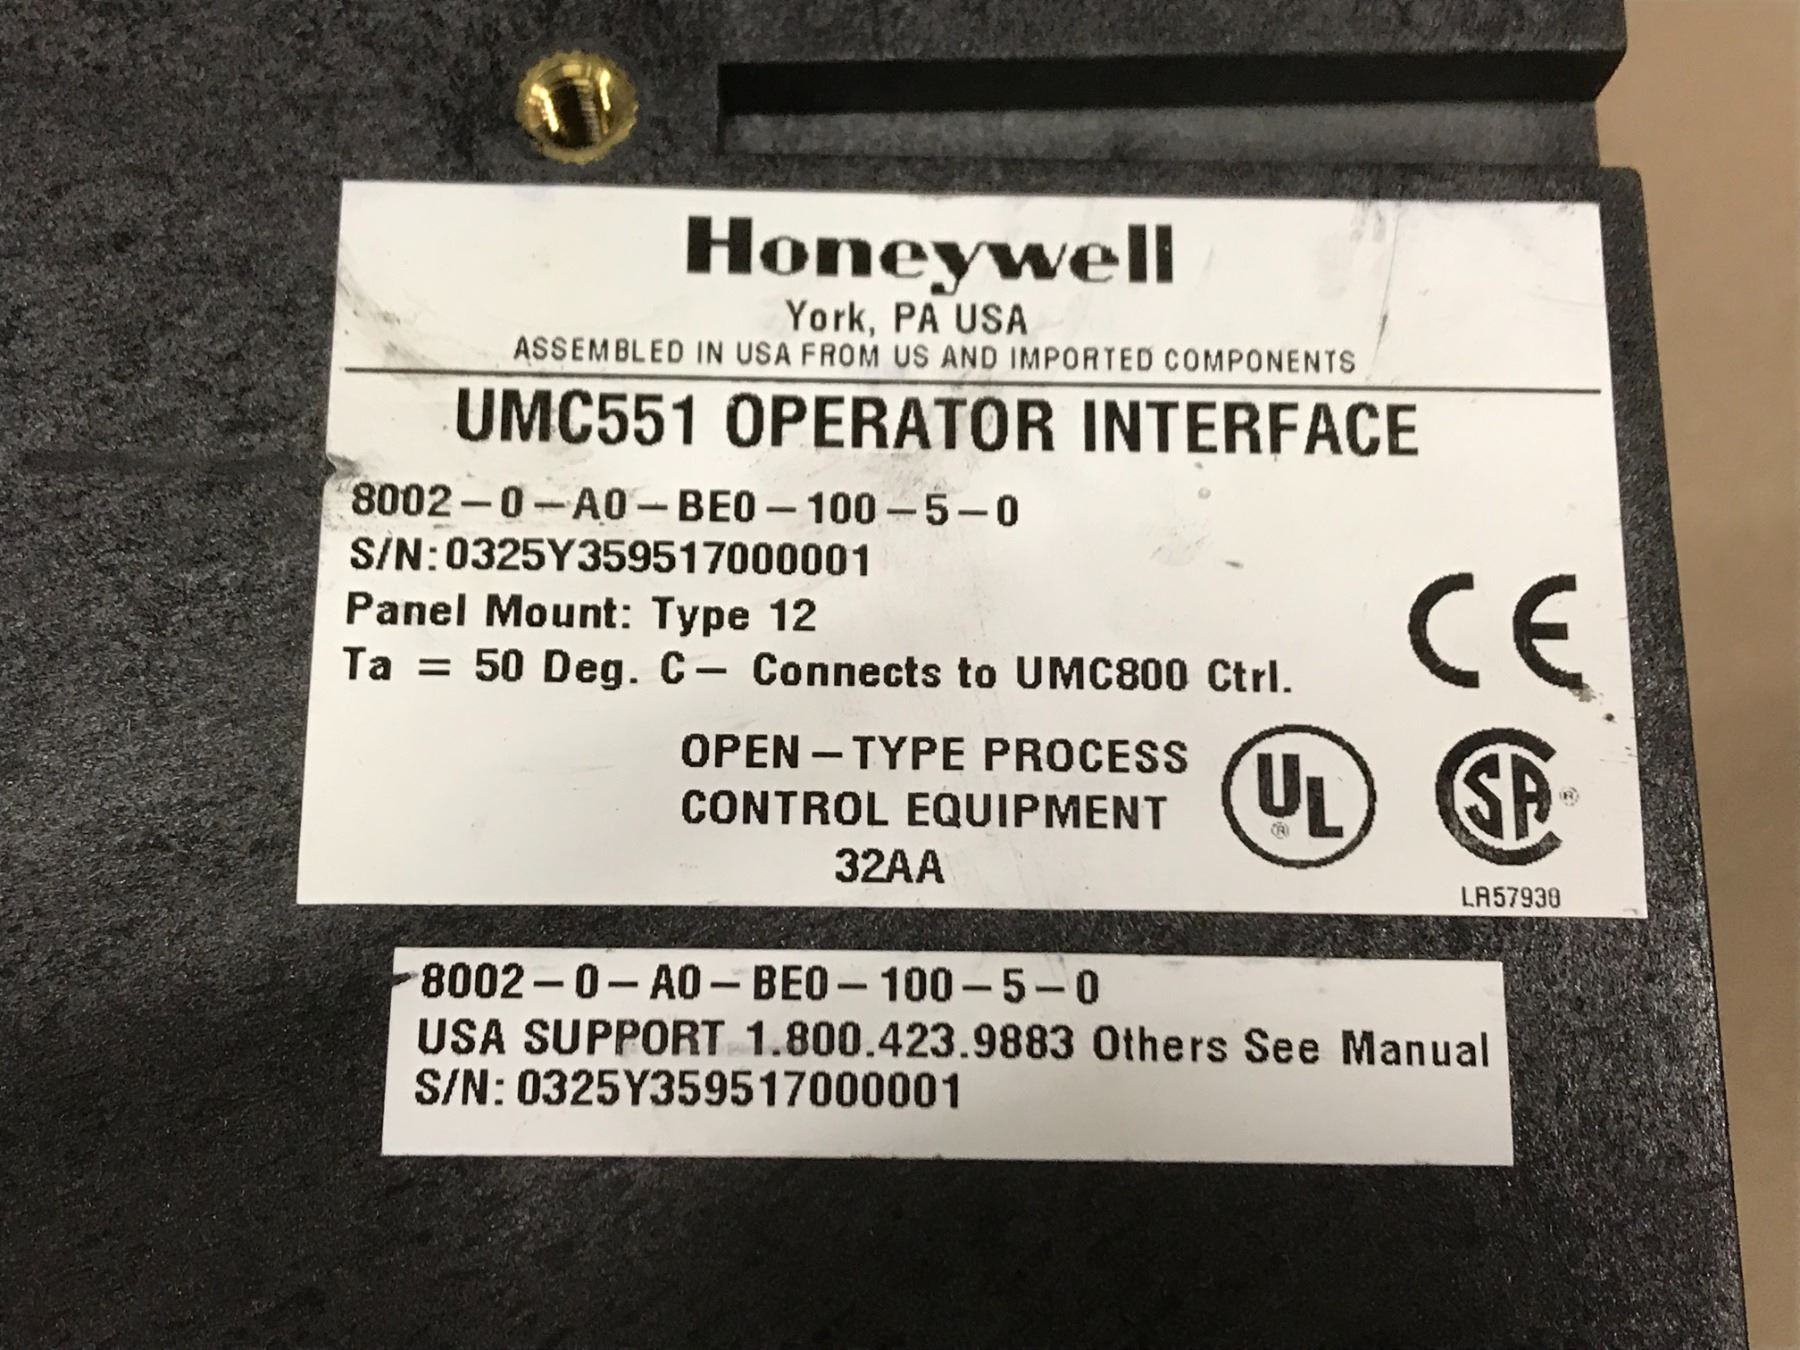 Honeywell
York, PA USA
ASSEMBLED IN USA FROM US AND IMPORTED COMPONENTS
UMC551 OPERATOR INTERFACE
8002-0-A0-BE0-100-5-0
S/N:0325Y359517000001
Panel Mount: Type 12
Ta = 50 Deg. C- Connects to UMC800 Ctrl.
CE
OPEN-TYPE PROCESS
CONTROL EQUIPMENT
32AA
UL ®
SA ®
LR57938
8002-0-A0-BE0-100-5-0
USA SUPPORT 1.800.423.9883 Others See Manual
S/N: 0325Y359517000001